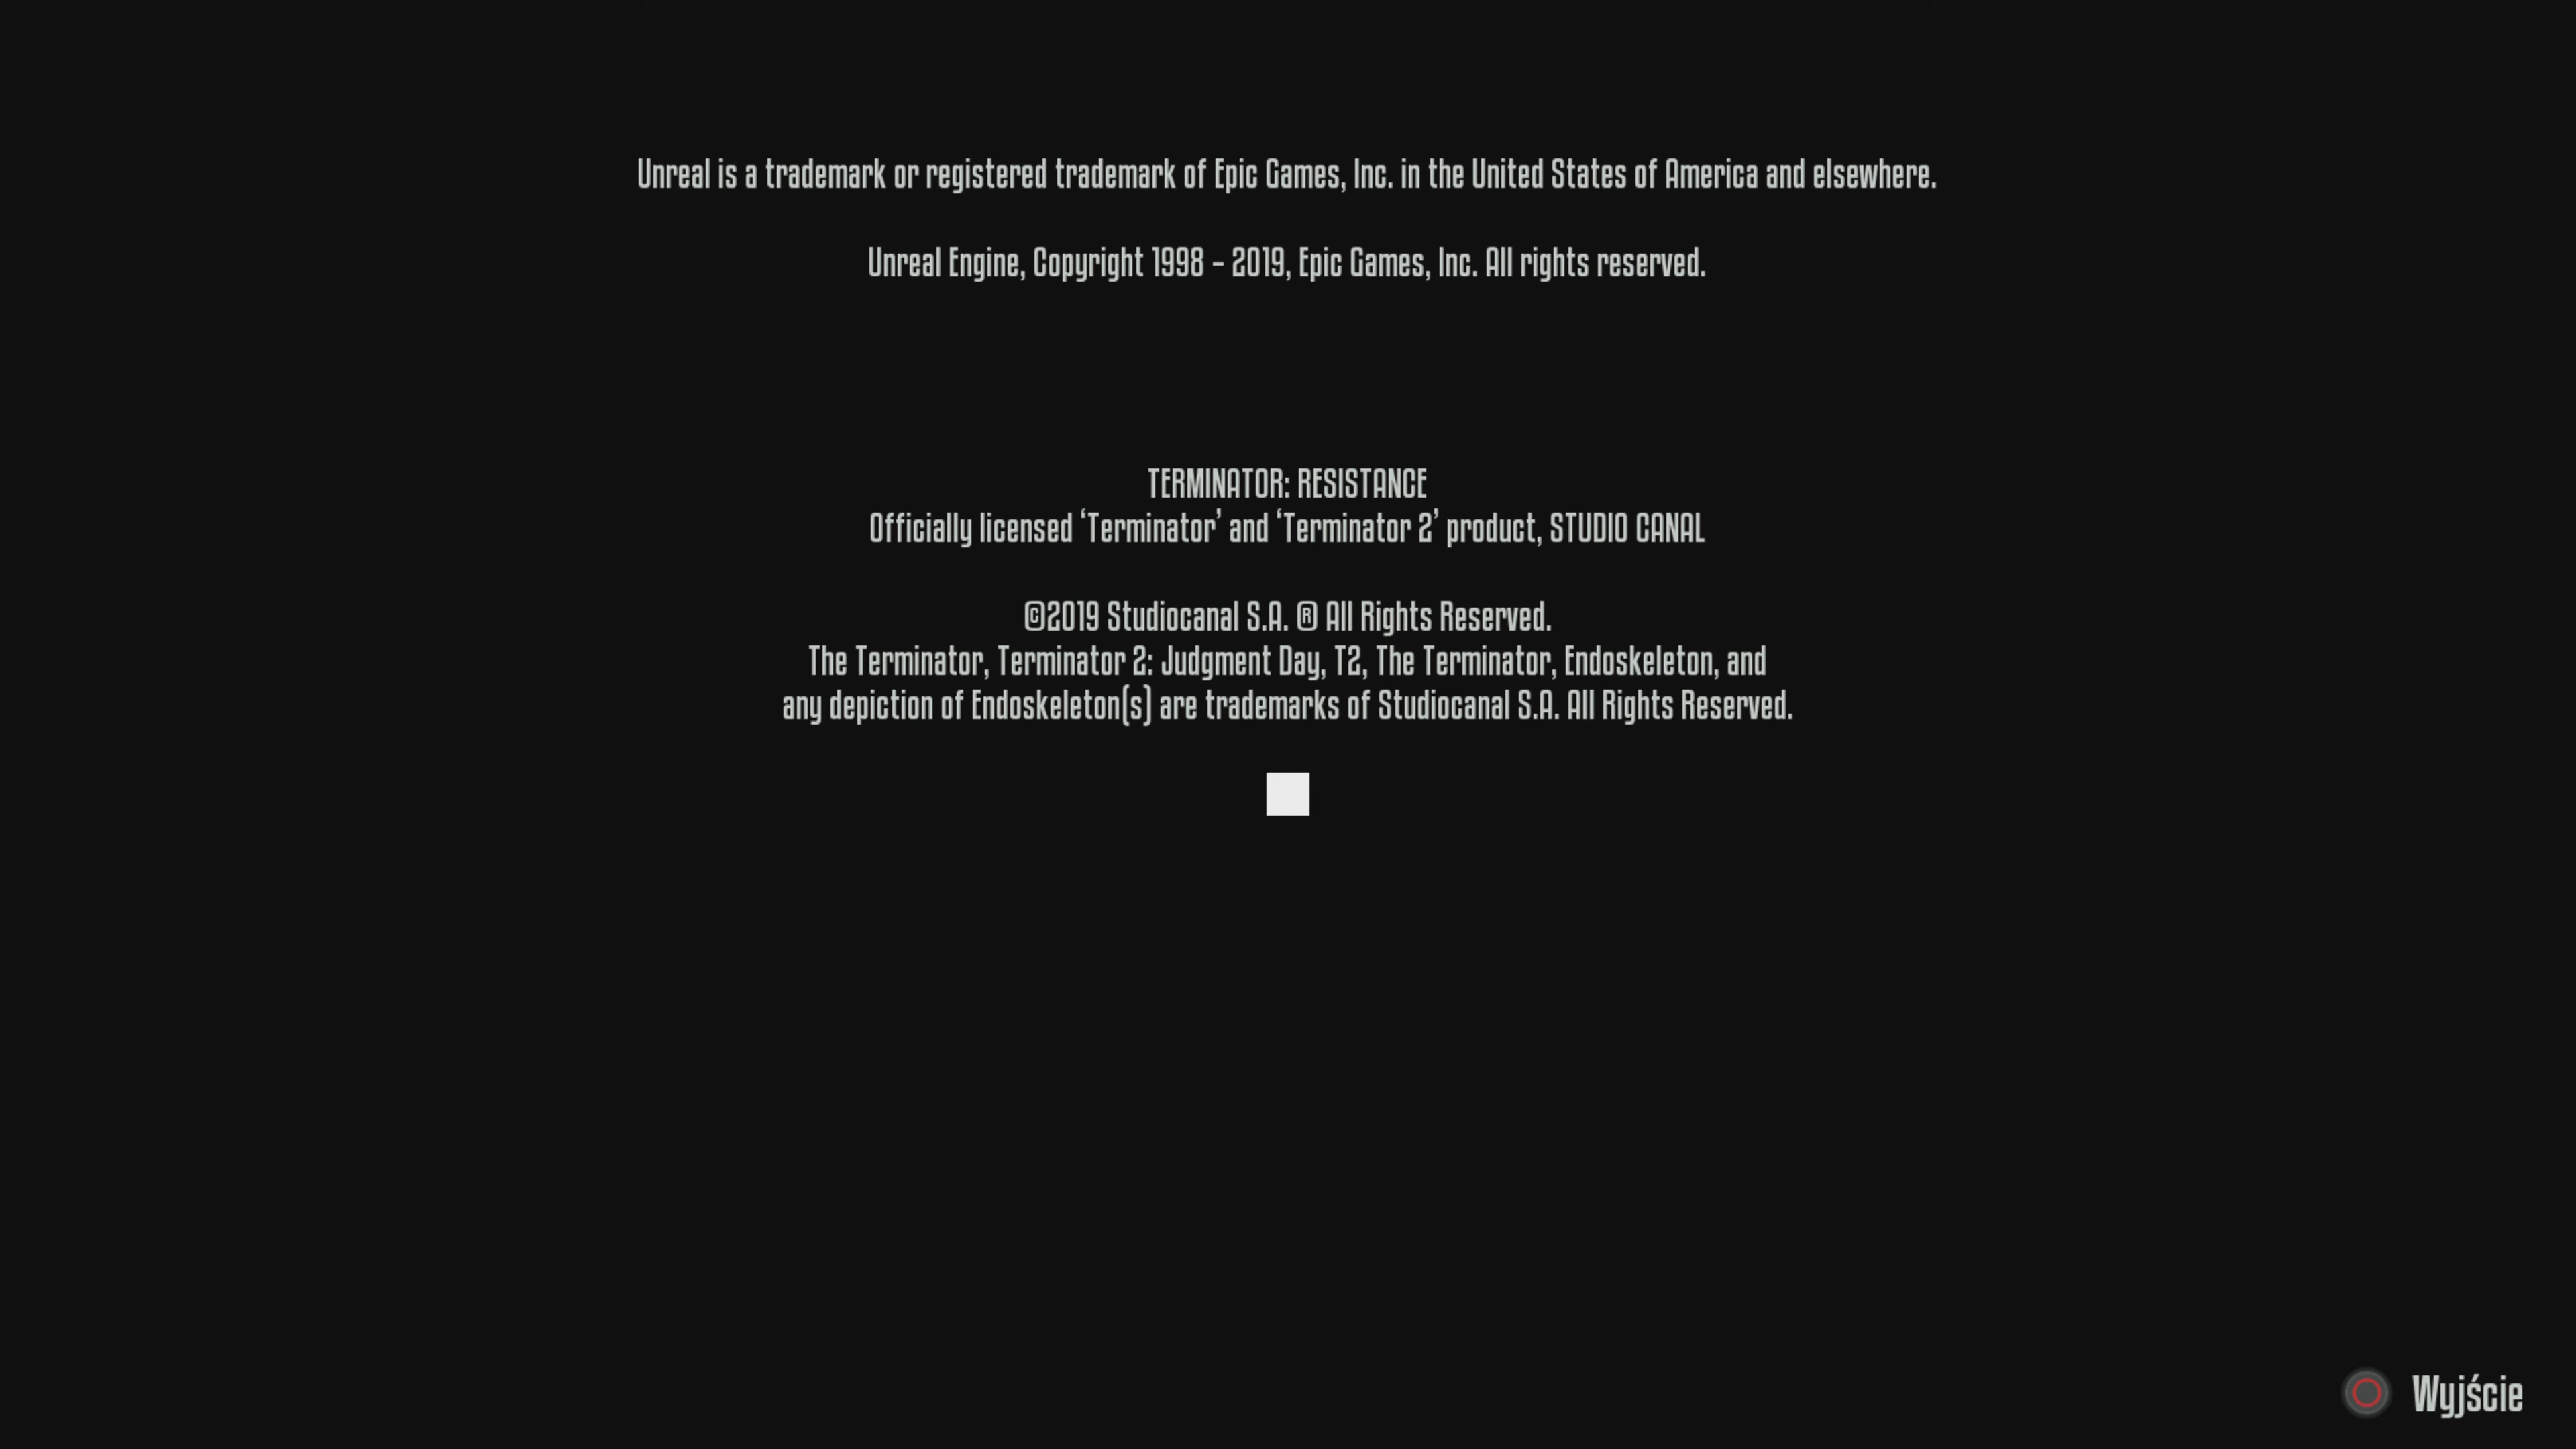 Unreal is a trademark or registered trademark of Epic Games, Inc. in the United States of America and elsewhere.
Unreal Engine, Copyright 1998 - 2019, Epic Games, Inc. All rights reserved.
TERMINATOR: RESISTANCE
Officially licensed ‘Terminator’ and ‘Terminator 2’ product, STUDIO CANAL
©2019 Studiocanal S.A. ® All Rights Reserved.
The Terminator, Terminator 2: Judgment Day, T2, The Terminator, Endoskeleton, and
any depiction of Endoskeleton(s) are trademarks of Studiocanal S.A. All Rights Reserved.
Wyjście